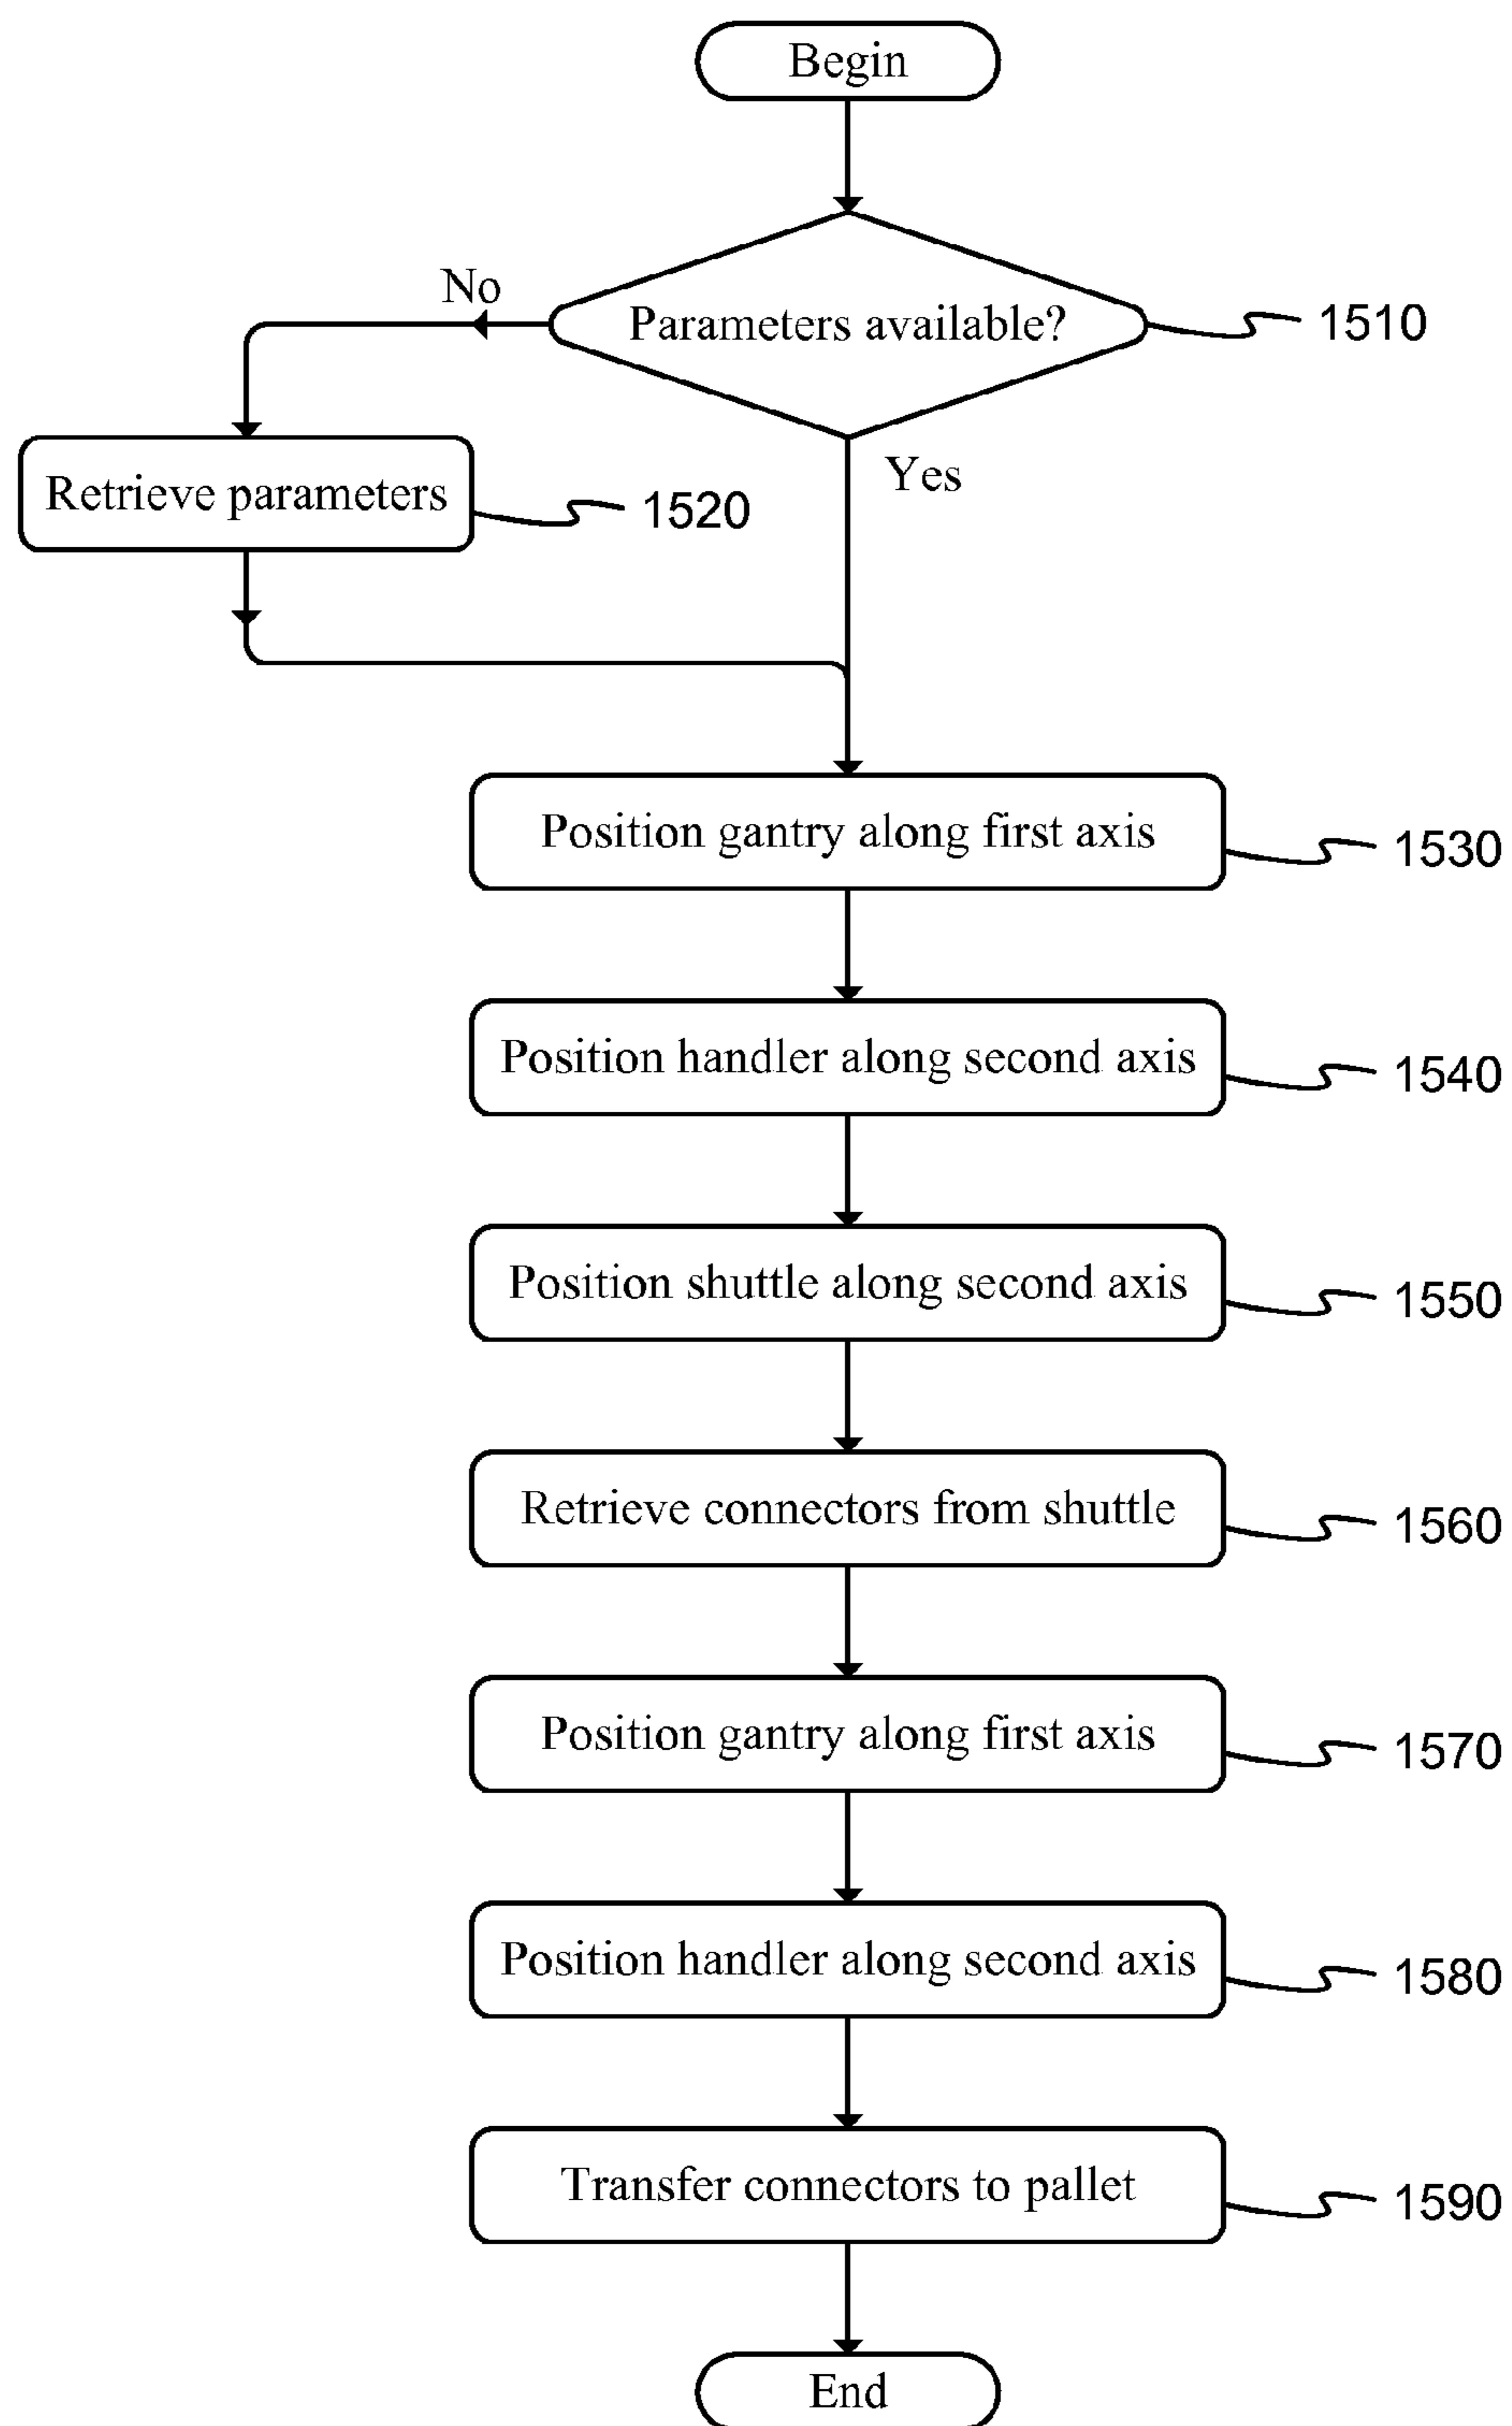 Begin
No
Parameters available?
1510
Yes
Retrieve parameters
1520
Position gantry along first axis
1530
Position handler along second axis
1540
Position shuttle along second axis
1550
Retrieve connectors from shuttle
1560
Position gantry along first axis
1570
Position handler along second axis
1580
Transfer connectors to pallet
1590
End